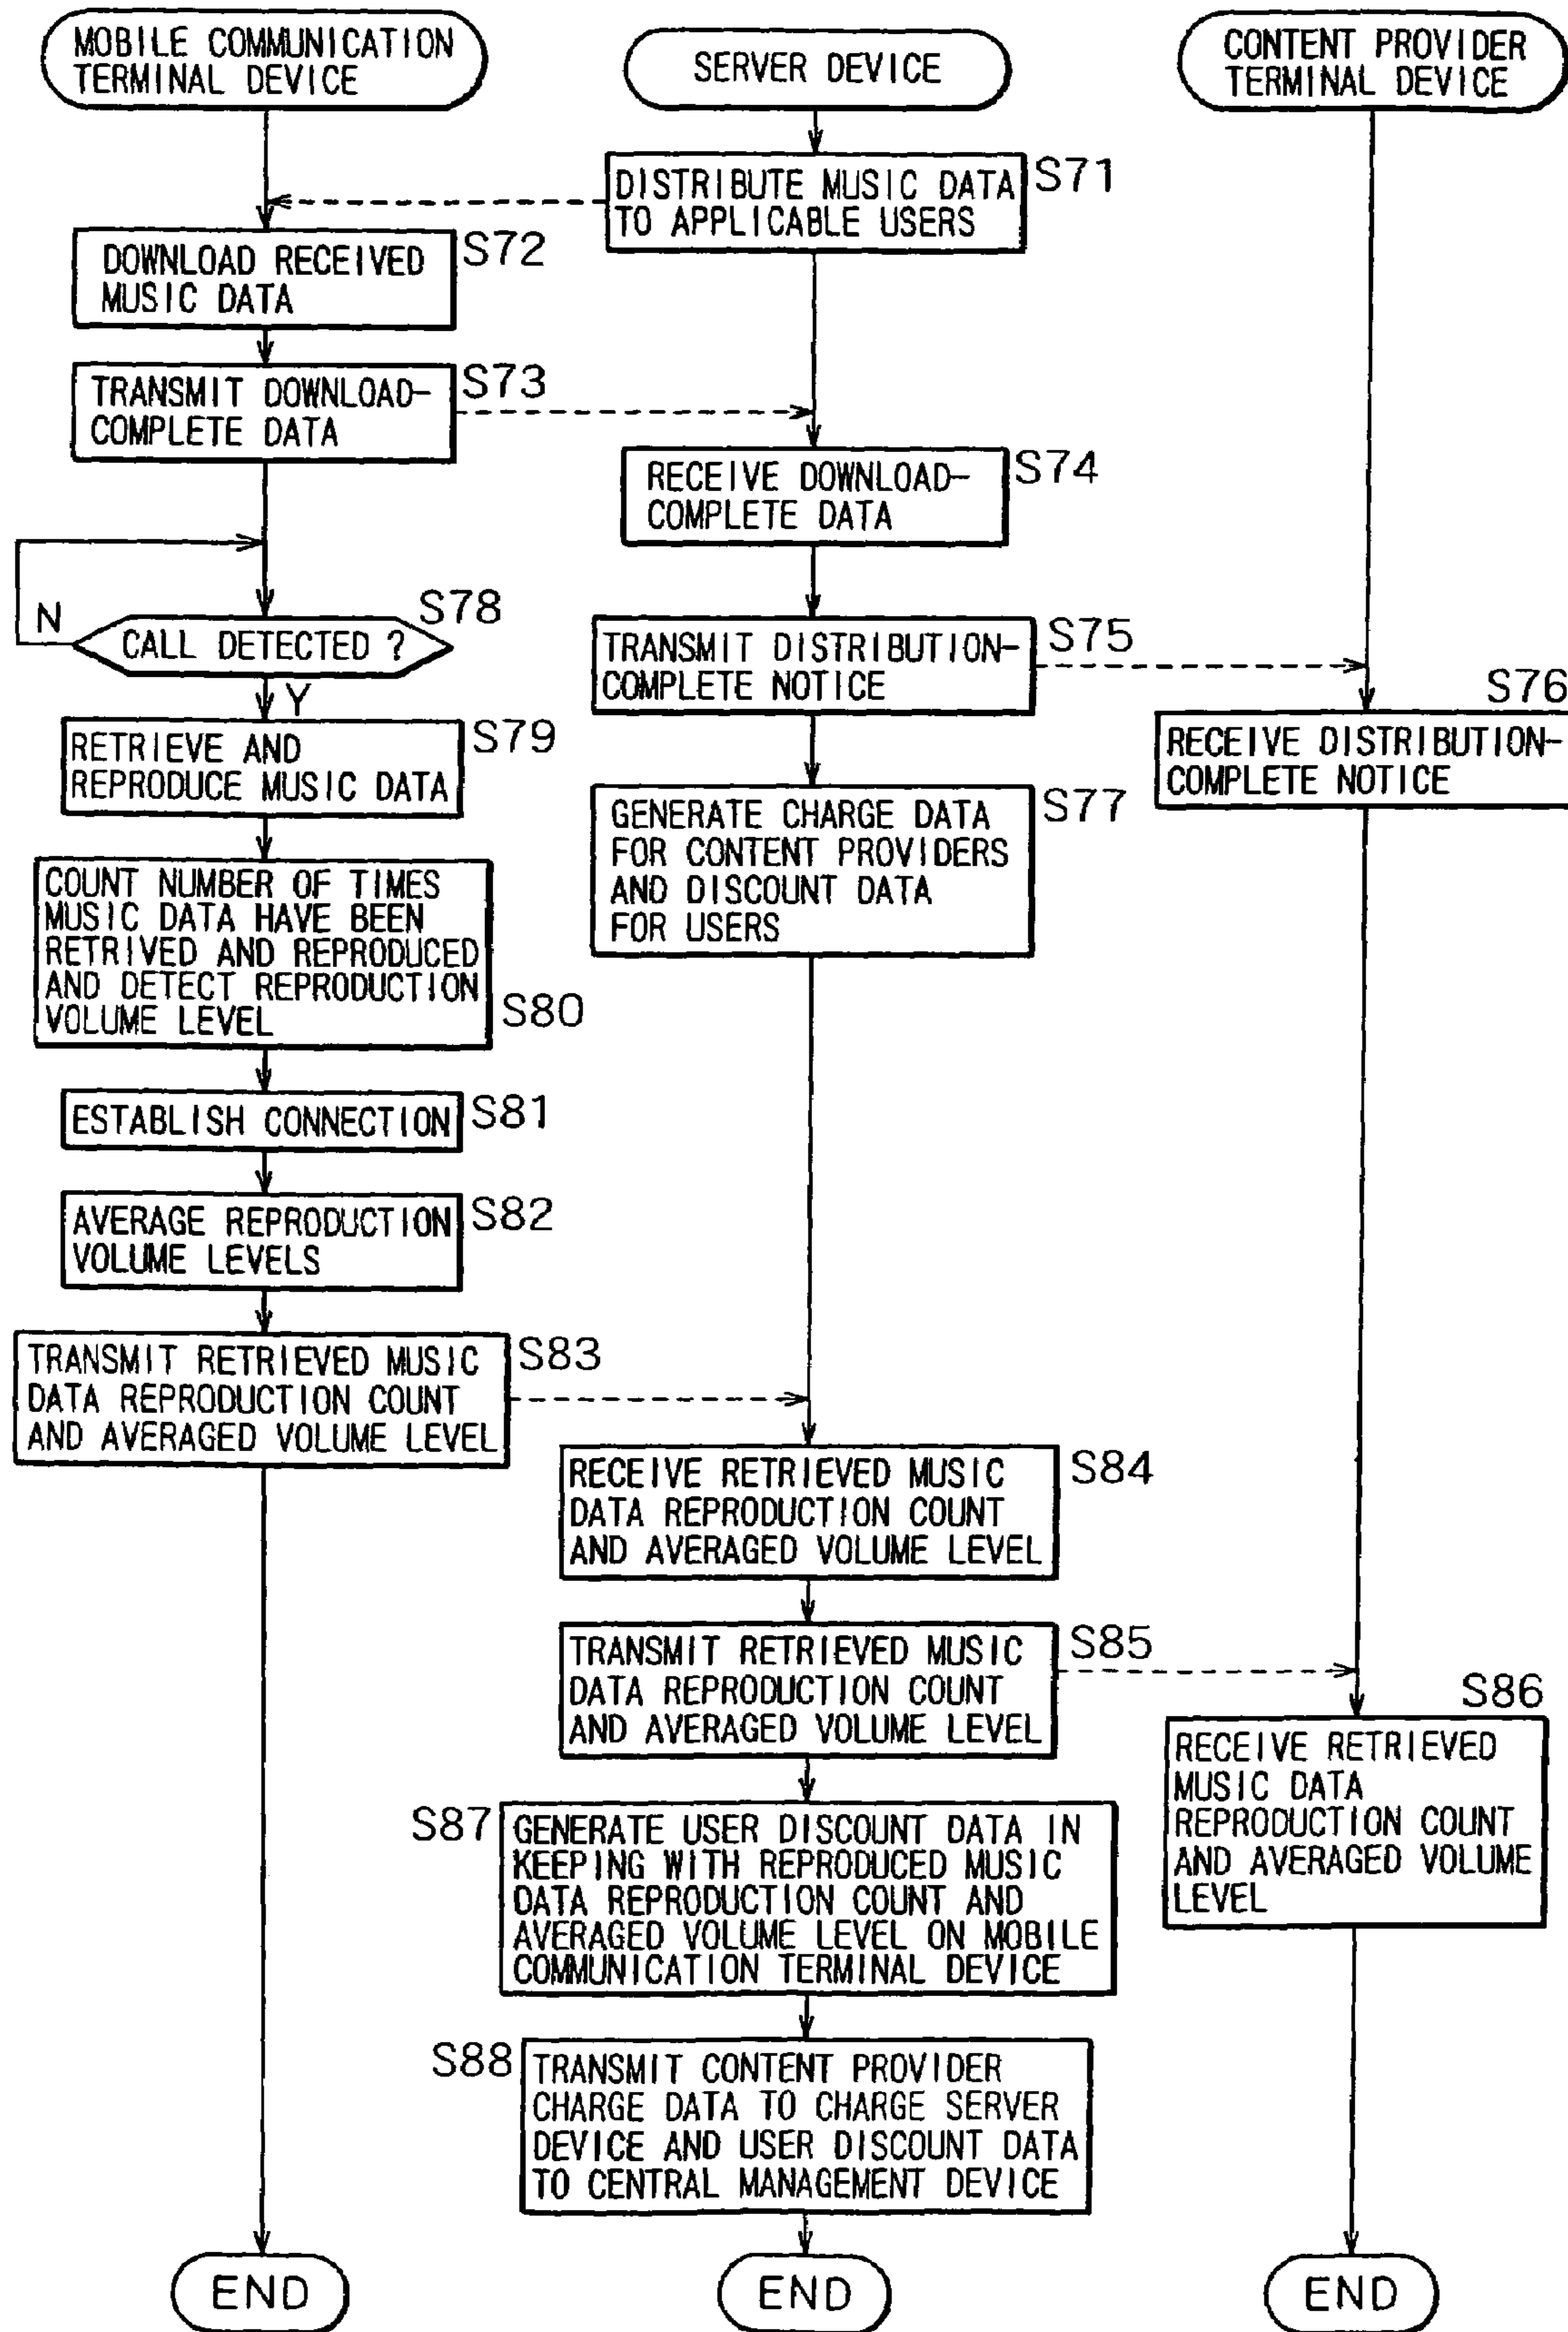 MOBILE COMMUNICATION
TERMINAL DEVICE
SERVER DEVICE
CONTENT PROVIDER
TERMINAL DEVICE
DISTRIBUTE MUSIC DATA
TO APPLICABLE USERS
S71
DOWNLOAD RECEIVED
MUSIC DATA
S72
TRANSMIT DOWNLOAD-
COMPLETE DATA
S73
RECEIVE DOWNLOAD-
COMPLETE DATA
S74
N
CALL DETECTED ?
S78
Y
TRANSMIT DISTRIBUTION-
COMPLETE NOTICE
S75
S76
RECEIVE DISTRIBUTION-
COMPLETE NOTICE
RETRIEVE AND
REPRODUCE MUSIC DATA
S79
GENERATE CHARGE DATA
FOR CONTENT PROVIDERS
AND DISCOUNT DATA
FOR USERS
S77
COUNT NUMBER OF TIMES
MUSIC DATA HAVE BEEN
RETRIVED AND REPRODUCED
AND DETECT REPRODUCTION
VOLUME LEVEL
S80
ESTABLISH CONNECTION
S81
AVERAGE REPRODUCTION
VOLUME LEVELS
S82
TRANSMIT RETRIEVED MUSIC
DATA REPRODUCTION COUNT
AND AVERAGED VOLUME LEVEL
S83
RECEIVE RETRIEVED MUSIC
DATA REPRODUCTION COUNT
AND AVERAGED VOLUME LEVEL
S84
TRANSMIT RETRIEVED MUSIC
DATA REPRODUCTION COUNT
AND AVERAGED VOLUME LEVEL
S85
S86
RECEIVE RETRIEVED
MUSIC DATA
REPRODUCTION COUNT
AND AVERAGED VOLUME
LEVEL
S87
GENERATE USER DISCOUNT DATA IN
KEEPING WITH REPRODUCED MUSIC
DATA REPRODUCTION COUNT AND
AVERAGED VOLUME LEVEL ON MOBILE
COMMUNICATION TERMINAL DEVICE
S88
TRANSMIT CONTENT PROVIDER
CHARGE DATA TO CHARGE SERVER
DEVICE AND USER DISCOUNT DATA
TO CENTRAL MANAGEMENT DEVICE
END
END
END